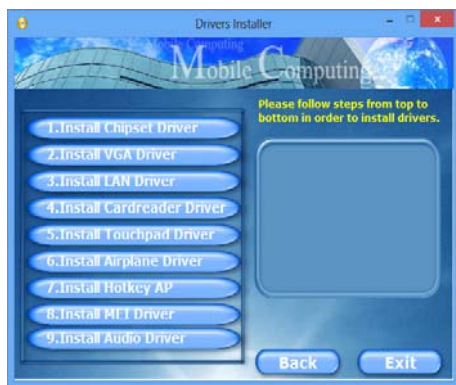 Drivers Installer
Mobile Computing
Mobile Computing
Please follow steps from top to
bottom in order to install drivers.
1.Install Chipset Driver
2.Install VGA Driver
3.Install LAN Driver
4.Install Cardreader Driver
5.Install Touchpad Driver
6.Install Airplane Driver
7.Install Hotkey AP
8.Install MEI Driver
9.Install Audio Driver
Back
Exit